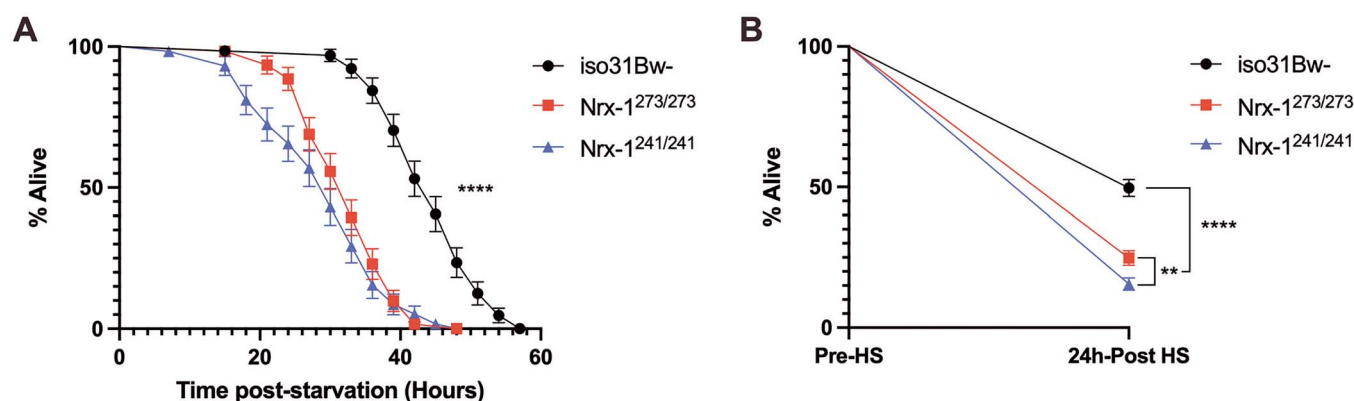 A
100
50
0
% Alive
0
20
40
60
Time post-starvation (Hours)
iso31Bw-
Nrx-1²⁷³/²⁷³
Nrx-1²⁴¹/²⁴¹
****
B
100
50
0
% Alive
Pre-HS
24h-Post HS
iso31Bw-
Nrx-1²⁷³/²⁷³
Nrx-1²⁴¹/²⁴¹
****
**